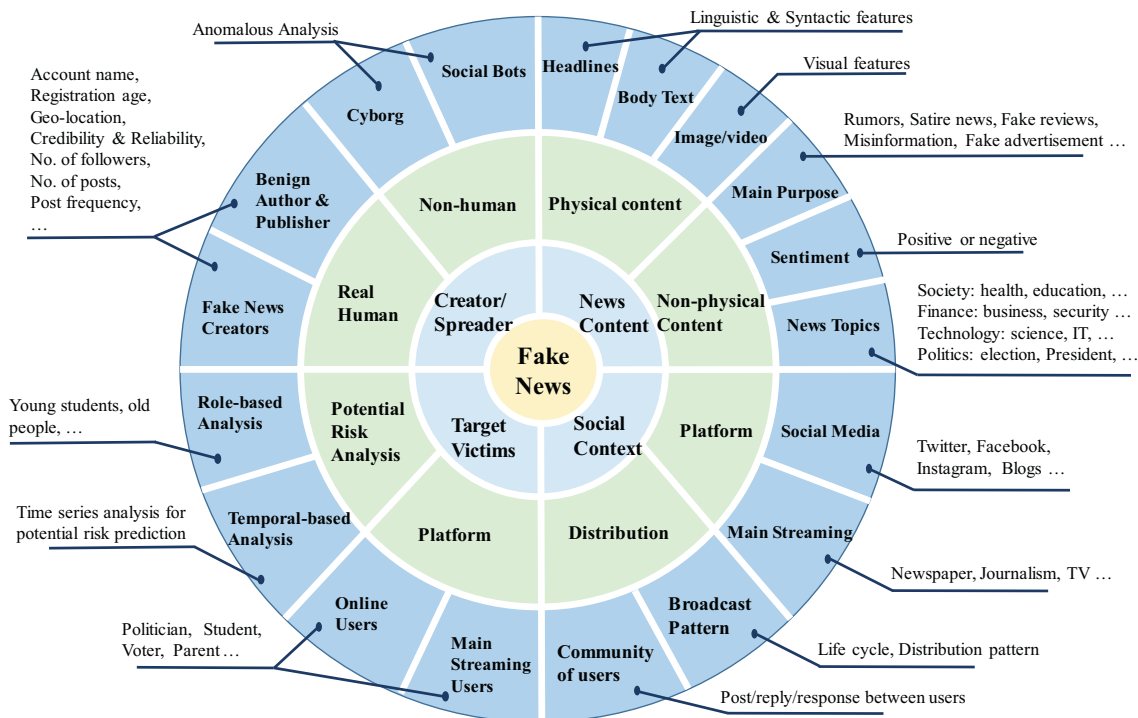 Linguistic & Syntactic features
Anomalous Analysis
Visual features
Account name,
Registration age,
Geo-location,
Credibility & Reliability,
No. of followers,
No. of posts,
Post frequency,
…
Rumors, Satire news, Fake reviews,
Misinformation, Fake advertisement …
Positive or negative
Society: health, education, …
Finance: business, security …
Technology: science, IT, …
Politics: election, President, …
Social Bots
Headlines
Cyborg
Body Text
Image/video
Benign
Author &
Publisher
Main Purpose
Sentiment
Fake News
Creators
News Topics
Non-human
Physical content
Real
Human
Non-physical
Content
Creator/
Spreader
News
Content
Fake
News
Target
Victims
Social
Context
Potential
Risk
Analysis
Platform
Platform
Distribution
Role-based
Analysis
Social Media
Temporal-based
Analysis
Main Streaming
Online
Users
Main
Streaming
Users
Community
of users
Broadcast
Pattern
Young students, old
people, …
Twitter, Facebook,
Instagram, Blogs …
Time series analysis for
potential risk prediction
Newspaper, Journalism, TV …
Politician, Student,
Voter, Parent …
Life cycle, Distribution pattern
Post/reply/response between users